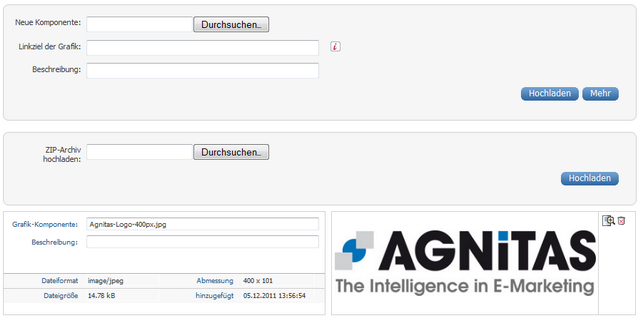 Neue Komponente: Durchsuchen..
Linkziel der Grafik: i
Beschreibung:
Hochladen Mehr
ZIP-Archiv
hochladen: Durchsuchen..
Hochladen
Grafik-Komponente: Agnitas-Logo-400px.jpg
Beschreibung:
Dateiformat image/jpeg Abmessung 400 x 101
Dateigröße 14.78 kB hinzugefügt 05.12.2011 13:56:54
AGNiTAS
The Intelligence in E-Marketing